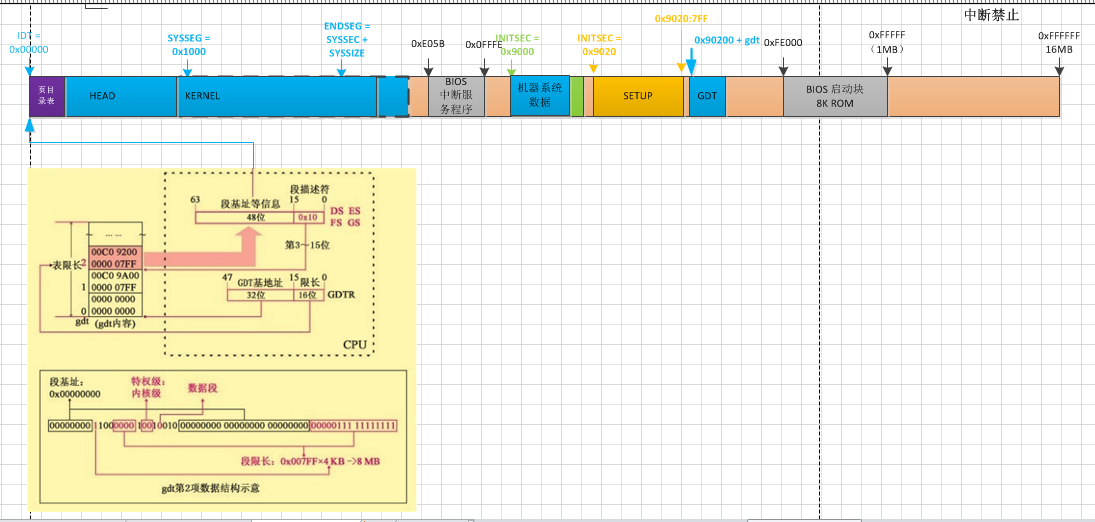 中断禁止
IDT =
0x00000
SYSSEG =
0x1000
ENDSEG =
SYSSEC +
SYSSIZE
0xE05B
0x0FFFE
INITSEC =
0x9000
INITSEC =
0x9020
0x9020:7FF
0x90200 + gdt
0xFE000
0xFFFFF
（1MB）
0xFFFFFF
16MB
页目
录表
HEAD
KERNEL
BIOS
中断服
务程序
机器系统
数据
SETUP
GDT
BIOS 启动块
8K ROM
段描述符
63
段基址等信息
15
0
48位
0x10
DS ES
FS GS
第3～15位
... ...
00C0 9200
表限长
2
0000 07FF
00C0 9A00
1
0000 07FF
0000 0000
0
0000 0000
gdt
(gdt内容)
47
GDT基地址
15
限长
0
32位
16位
GDTR
CPU
段基址：
0x00000000
特权级：
内核级
数据段
00000000 11000000 10010010 00000000 00000000 00000000 00000111 11111111
段限长：0x007FF×4 KB ->8 MB
gdt第2项数据结构示意